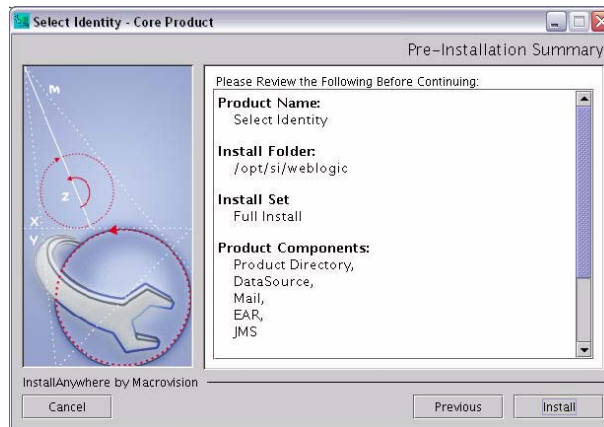 Select Identity - Core Product
Pre-Installation Summary
Please Review the Following Before Continuing:
Product Name:
Select Identity
Install Folder:
/opt/si/weblogic
Install Set
Full Install
Product Components:
Product Directory,
DataSource,
Mail,
EAR,
JMS
M
Z
X
Y
InstallAnywhere by Macrovision
Cancel
Previous
Install